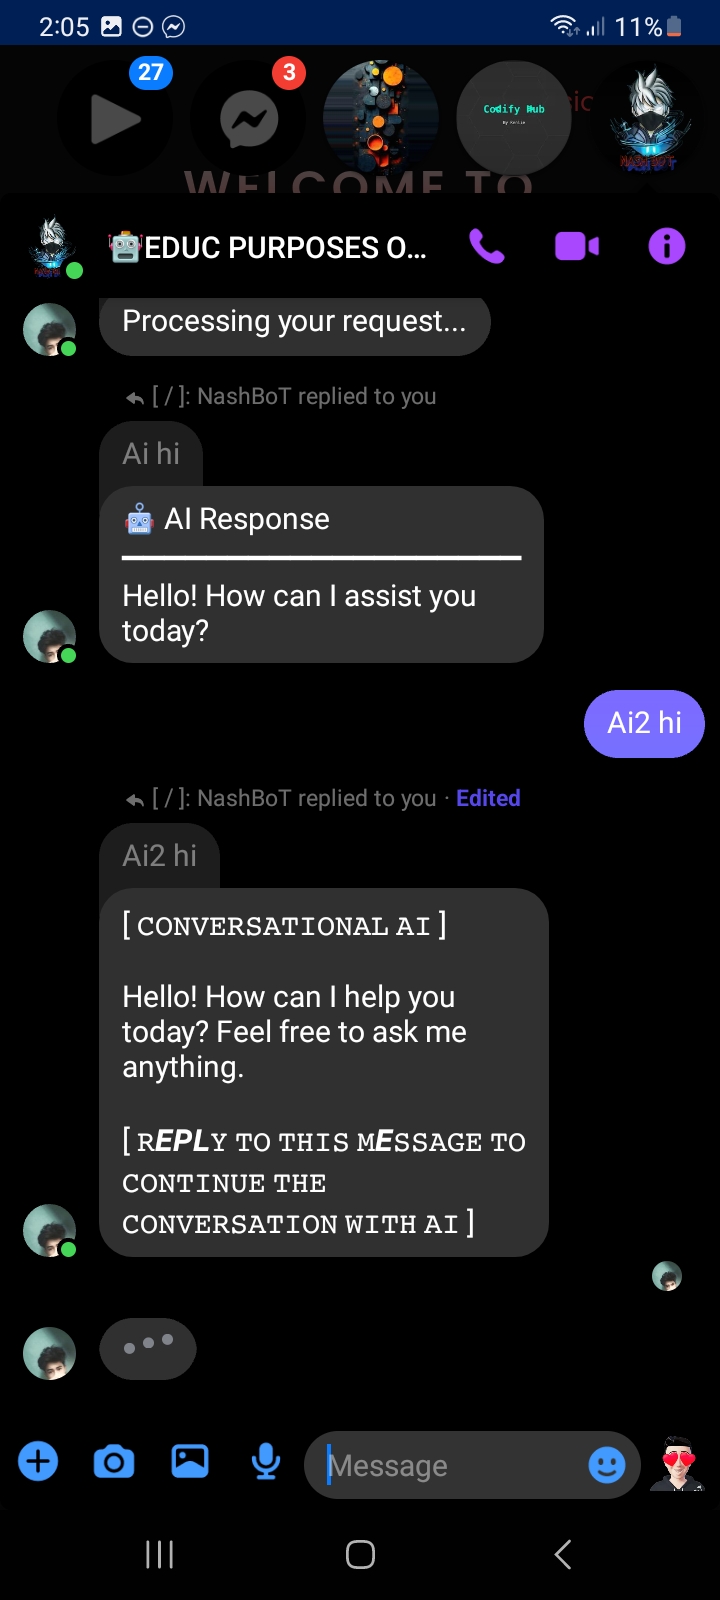 2:05
11%
27
3
Codify Hub
By Kenlie
sic
NASHBOT
WELCOME TO
🤖EDUC PURPOSES O...
Processing your request...
[ / ]: NashBoT replied to you
Ai hi
🤖 AI Response
Hello! How can I assist you
today?
Ai2 hi
[ / ]: NashBoT replied to you · Edited
Ai2 hi
[ CONVERSATIONAL AI ]
Hello! How can I help you
today? Feel free to ask me
anything.
[ REPLY TO THIS MESSAGE TO
CONTINUE THE
CONVERSATION WITH AI ]
Message